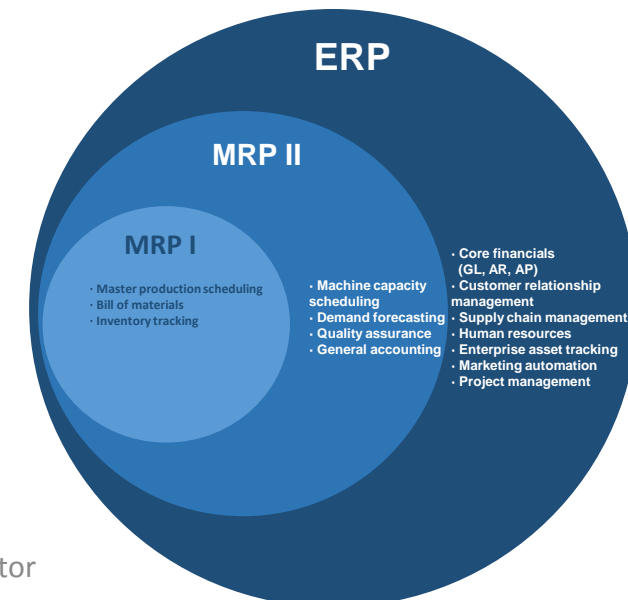 ERP
MRP II
MRP I
· Master production scheduling
· Bill of materials
· Inventory tracking
· Machine capacity
scheduling
· Demand forecasting
· Quality assurance
· General accounting
· Core financials
(GL, AR, AP)
· Customer relationship
management
· Supply chain management
· Human resources
· Enterprise asset tracking
· Marketing automation
· Project management
tor